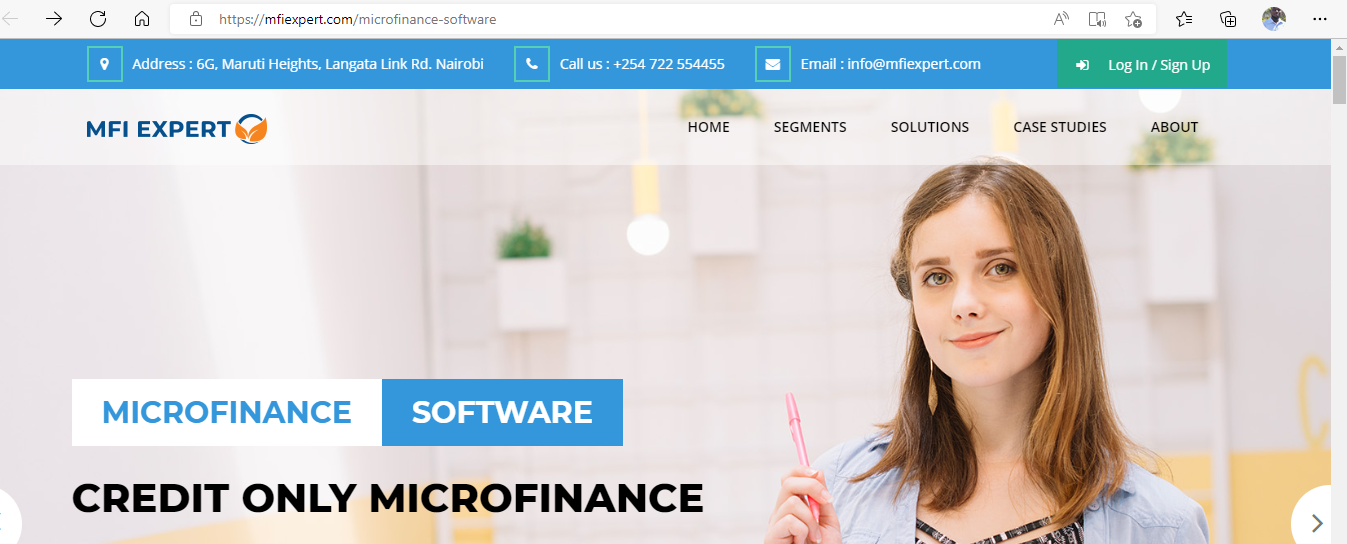 https://mfiexpert.com/microfinance-software
Address : 6G, Maruti Heights, Langata Link Rd. Nairobi Call us : +254 722 554455 Email : info@mfiexpert.com Log In / Sign Up
MFI EXPERT HOME SEGMENTS SOLUTIONS CASE STUDIES ABOUT
MICROFINANCE SOFTWARE
CREDIT ONLY MICROFINANCE